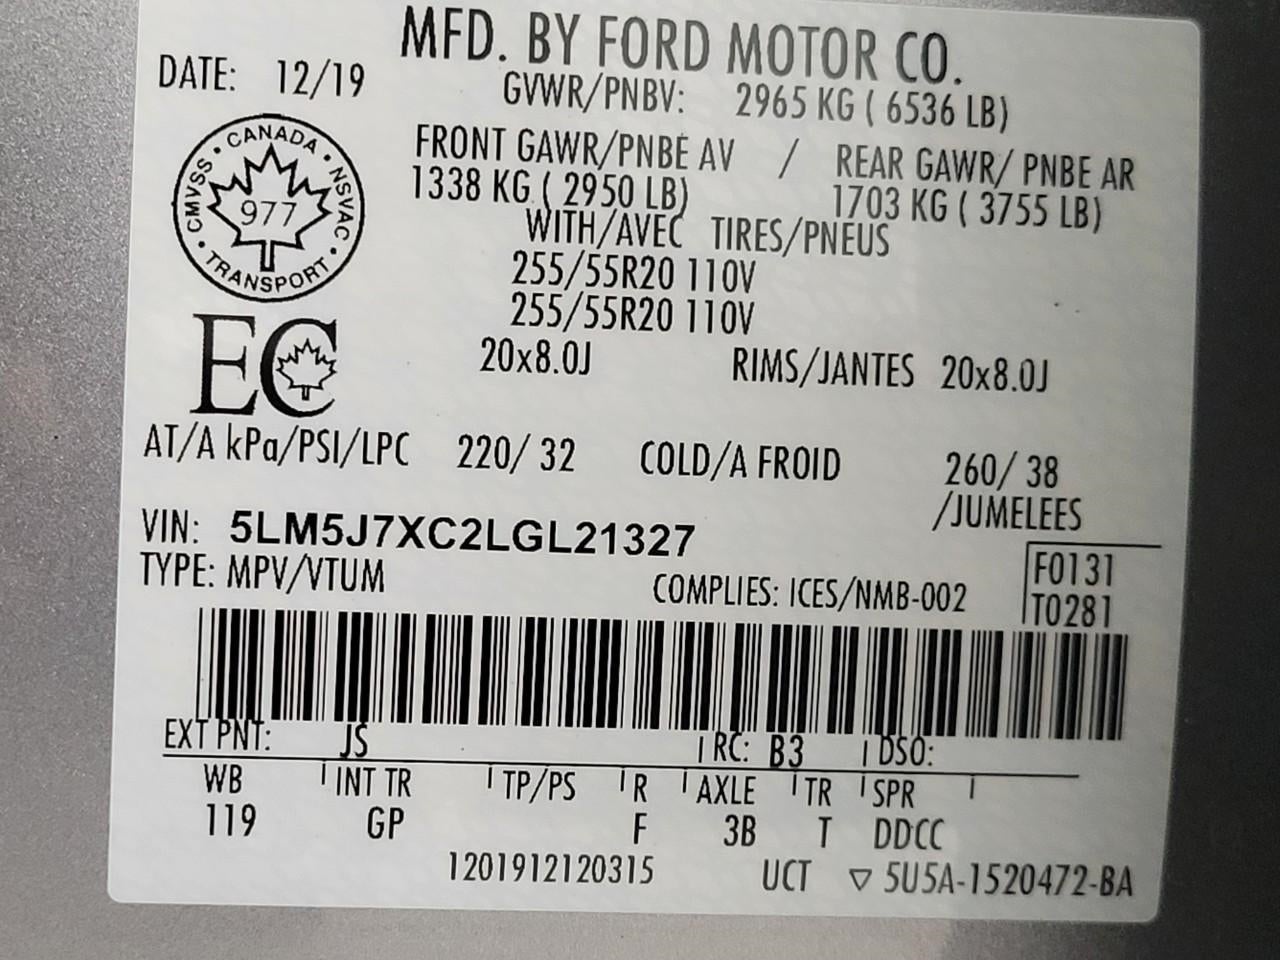 MFD. BY FORD MOTOR CO.
DATE: 12/19
GVWR/PNBV: 2965 KG ( 6536 LB)
CANADA
CMVSS • NSVAC
977
TRANSPORT
FRONT GAWR/PNBE AV / REAR GAWR/ PNBE AR
1338 KG ( 2950 LB) 1703 KG ( 3755 LB)
WITH/AVEC TIRES/PNEUS
255/55R20 110V
255/55R20 110V
EC
20x8.0J RIMS/JANTES 20x8.0J
AT/A kPa/PSI/LPC 220/ 32 COLD/A FROID 260/ 38
/JUMELEES
VIN: 5LM5J7XC2LGL21327
TYPE: MPV/VTUM COMPLIES: ICES/NMB-002
F0131
T0281
EXT PNT: JS RC: B3 DSO:
WB INT TR TP/PS R AXLE TR SPR
119 GP F 3B T DDCC
1201912120315 UCT ▽ 5U5A-1520472-BA